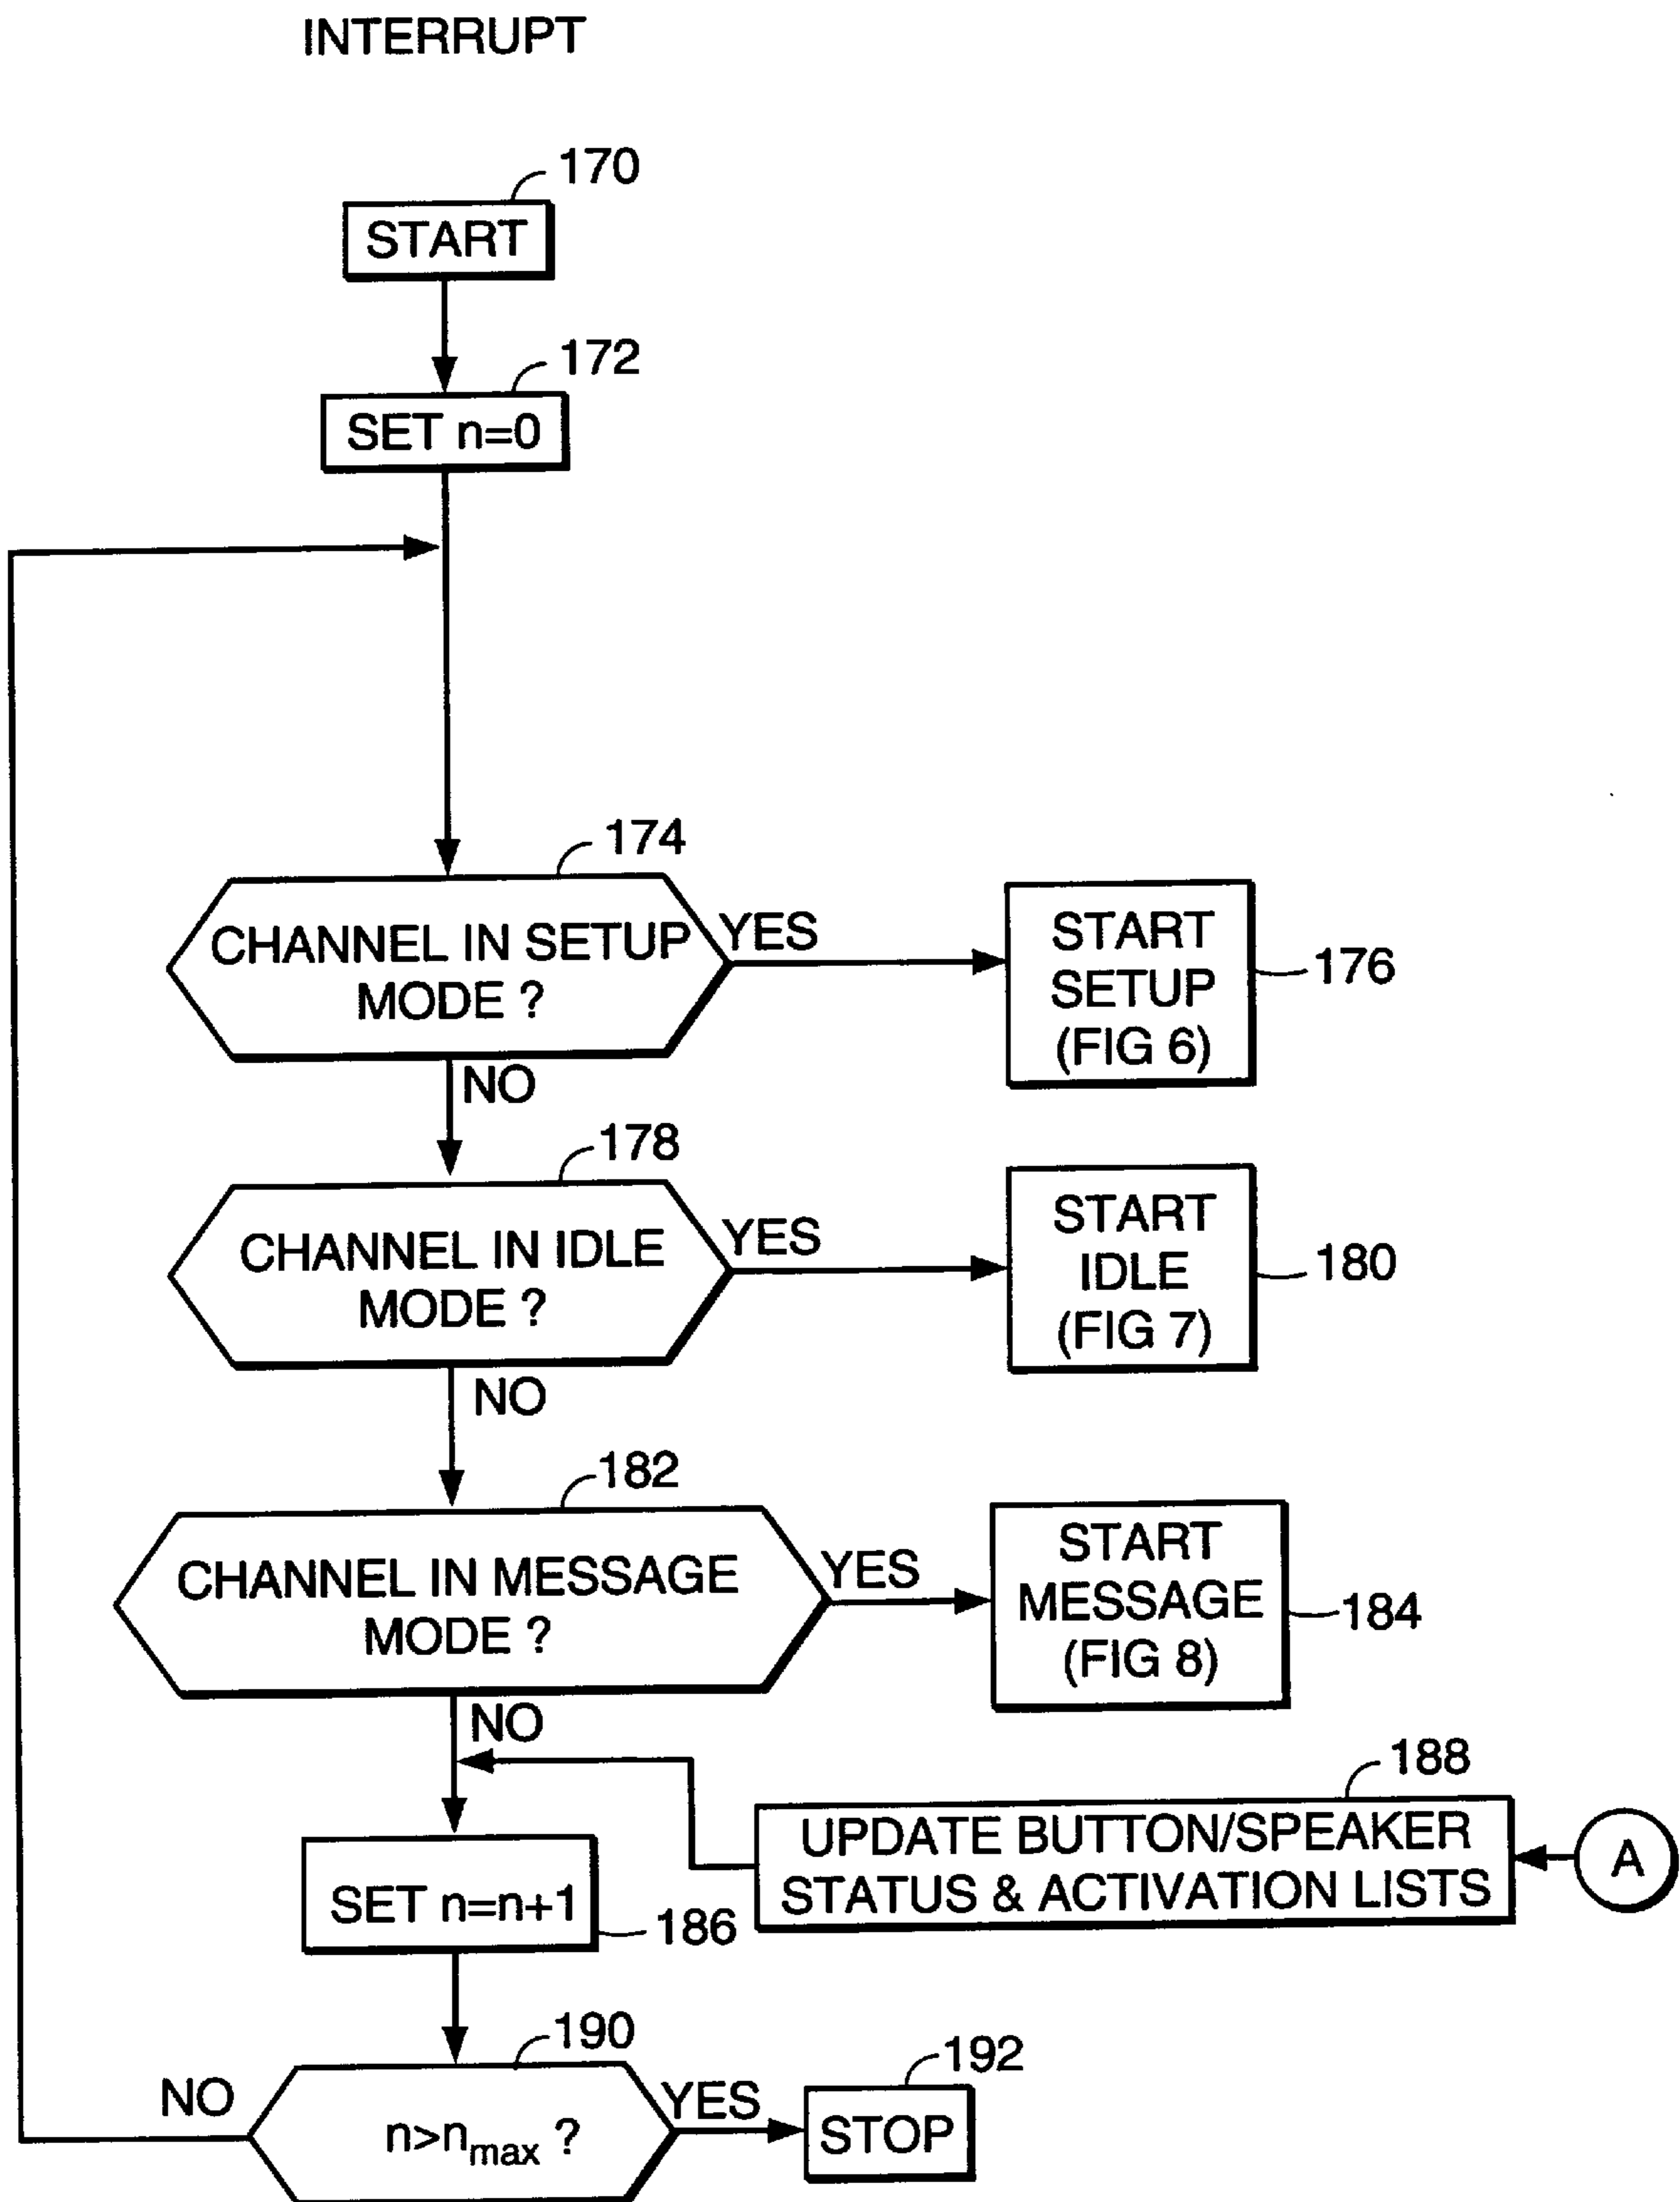 INTERRUPT
170
START
172
SET n=0
174
CHANNEL IN SETUP
MODE ?
YES
START
SETUP
(FIG 6)
176
NO
178
CHANNEL IN IDLE
MODE ?
YES
START
IDLE
(FIG 7)
180
NO
182
CHANNEL IN MESSAGE
MODE ?
YES
START
MESSAGE
(FIG 8)
184
NO
188
UPDATE BUTTON/SPEAKER
STATUS & ACTIVATION LISTS
A
SET n=n+1
186
190
NO
n>nmax ?
YES
192
STOP